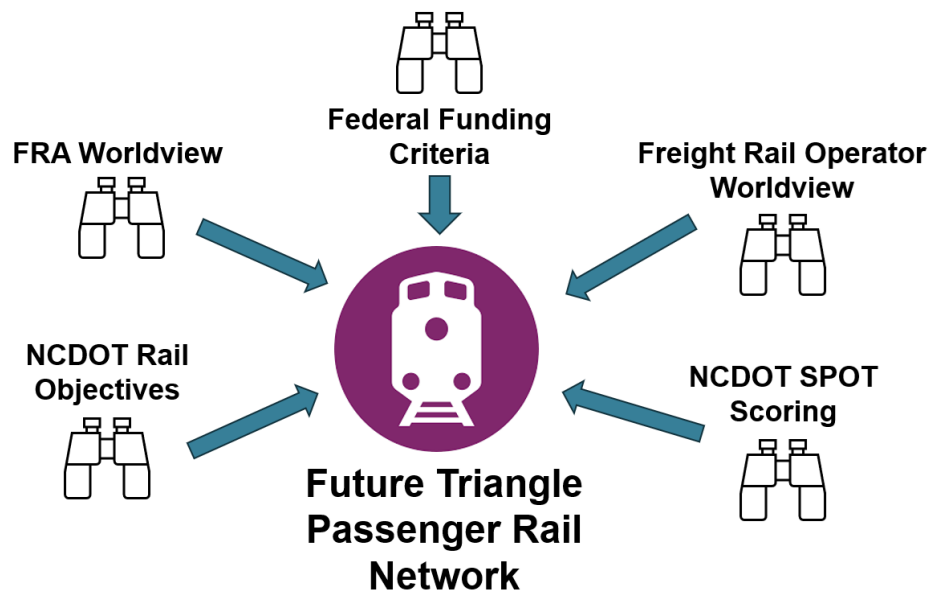 Federal Funding
Criteria
FRA Worldview
Freight Rail Operator
Worldview
NCDOT Rail
Objectives
NCDOT SPOT
Scoring
Future Triangle
Passenger Rail
Network